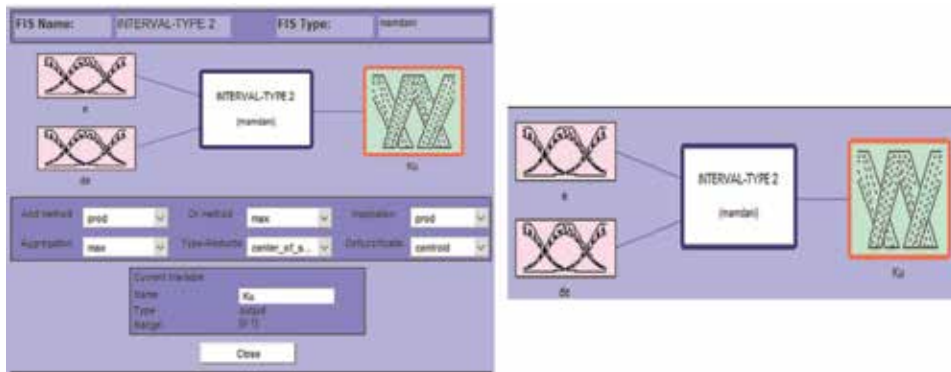 FIS Name: INTERVAL-TYPE 2 FIS Type: mamdani
e
INTERVAL-TYPE 2
(mamdani)
de
Ku
And method prod Or method max Implication prod
Aggregation max Type-Reductio center_of_s... Defuzzificatio centroid
Current Variable
Name Ku
Type output
Range
Close
e
INTERVAL-TYPE 2
(mamdani)
de
Ku